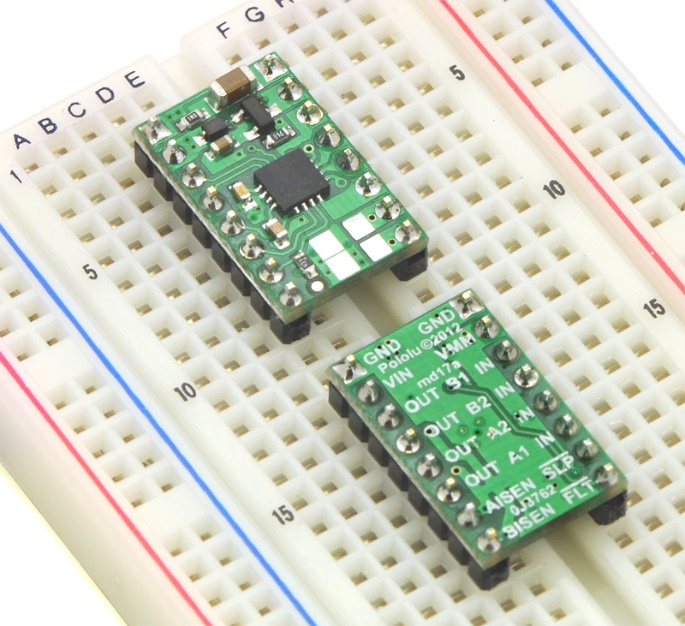 A B C D E
F G H
1
5
10
15
5
10
15
GND GND
Pololu©2012
VIN VMM
md17a
OUT B1 IN
OUT B2 IN
OUT A2 IN
OUT A1 IN
AISEN SLP
0J3762
BISEN FLT